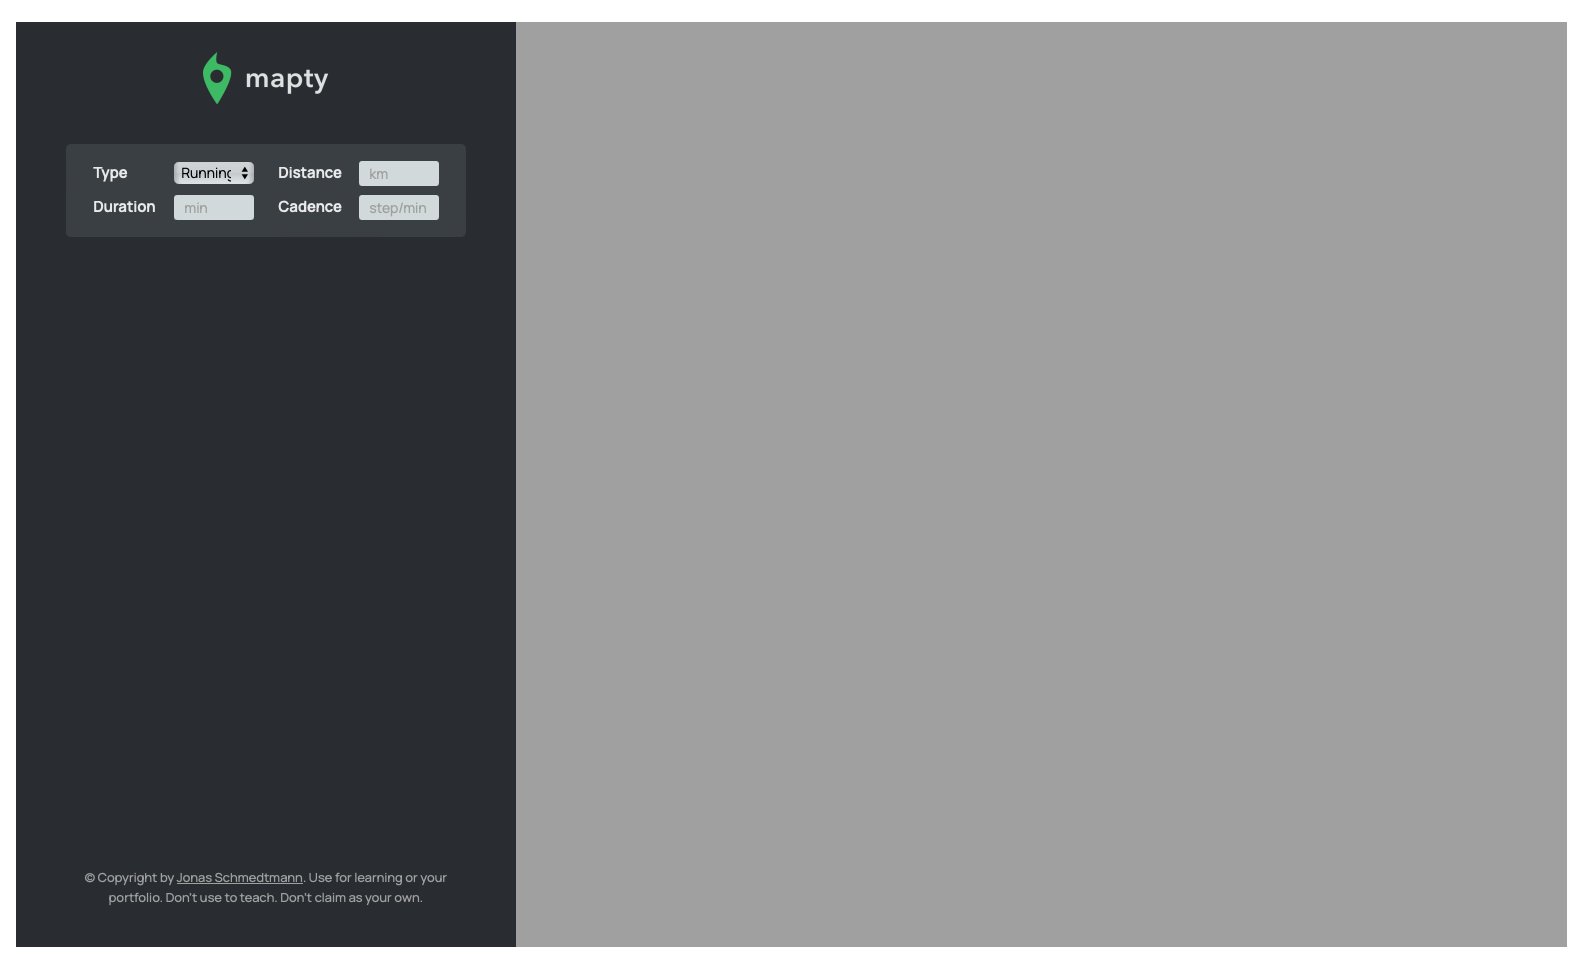 mapty
Type Running Distance km
Duration min Cadence step/min
© Copyright by Jonas Schmedtmann. Use for learning or your
portfolio. Don't use to teach. Don't claim as your own.